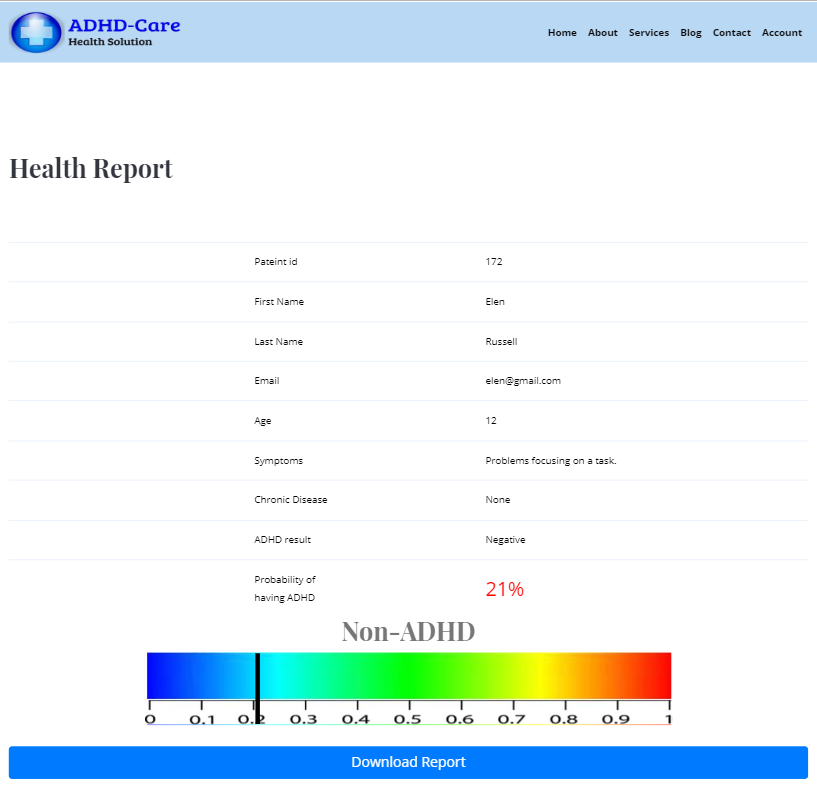 ADHD-Care
Health Solution
Home About Services Blog Contact Account
Health Report
Pateint id 172
First Name Elen
Last Name Russell
Email elen@gmail.com
Age 12
Symptoms Problems focusing on a task.
Chronic Disease None
ADHD result Negative
Probability of
having ADHD 21%
Non-ADHD
0 0.1 0.2 0.3 0.4 0.5 0.6 0.7 0.8 0.9 1
Download Report